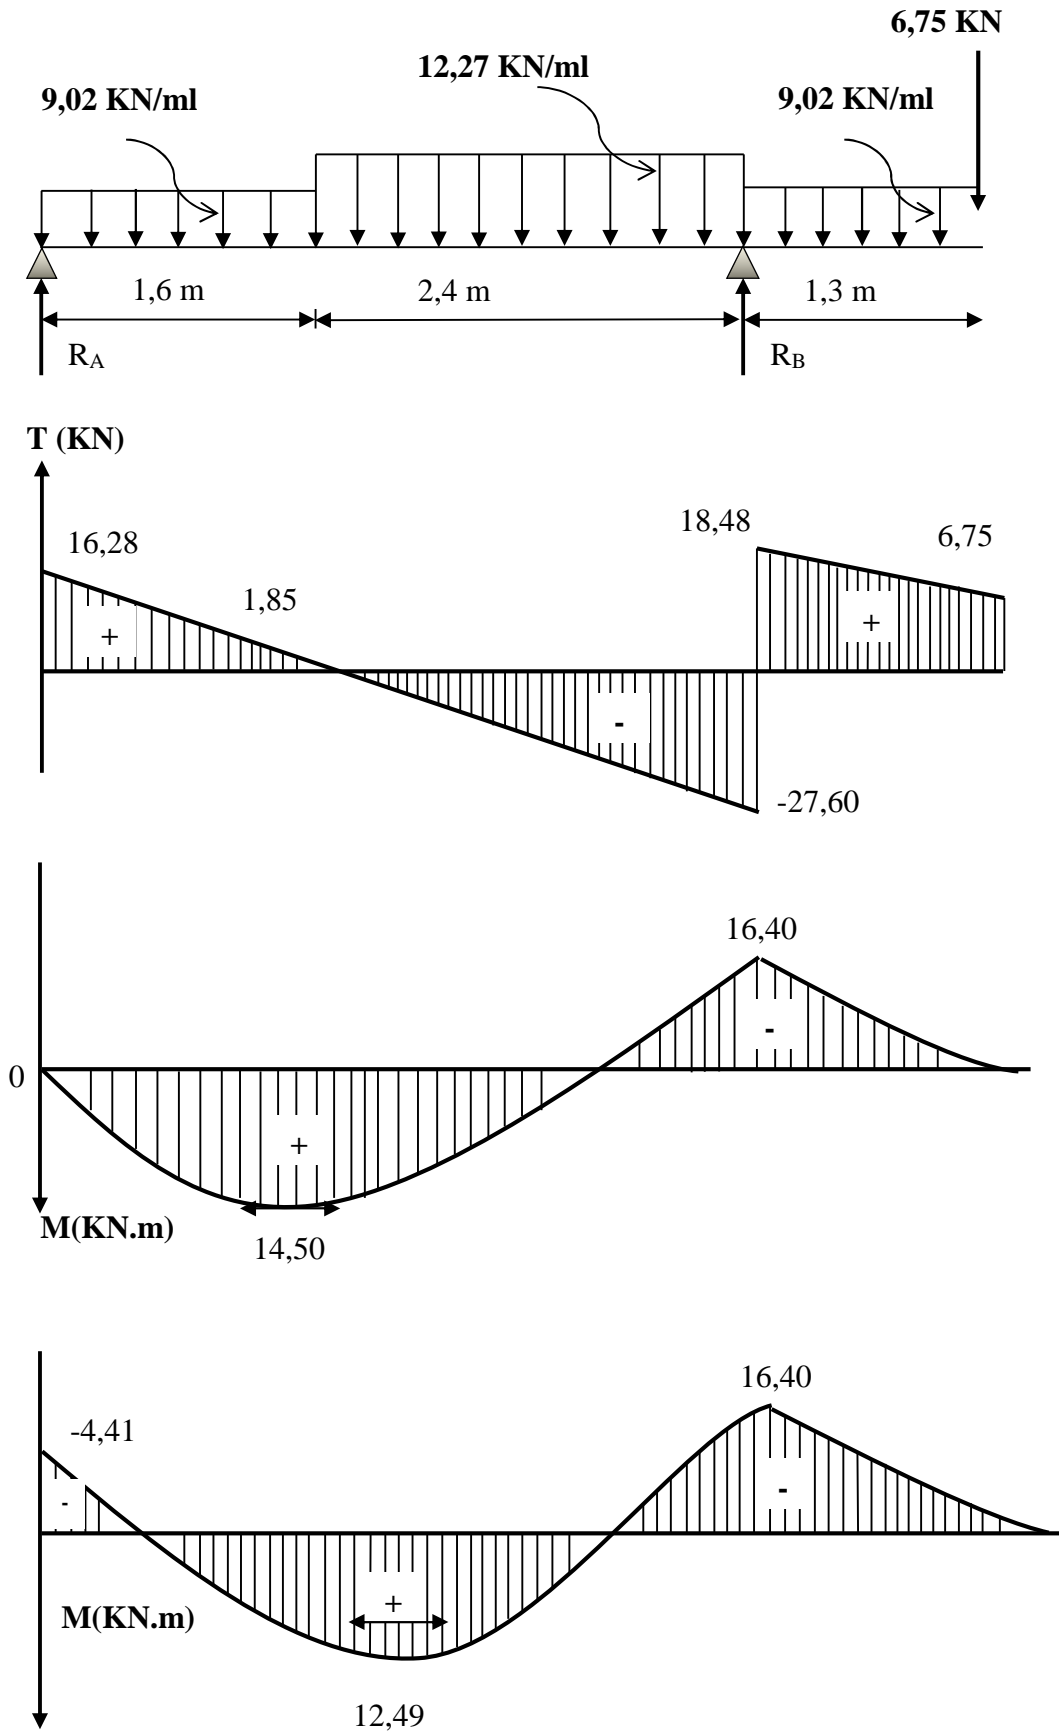 6,75 KN
12,27 KN/ml
9,02 KN/ml
9,02 KN/ml
1,6 m
2,4 m
1,3 m
RA
RB
T (KN)
16,28
1,85
18,48
6,75
+
+
-
-27,60
16,40
-
0
+
M(KN.m)
14,50
16,40
-4,41
-
-
+
M(KN.m)
12,49